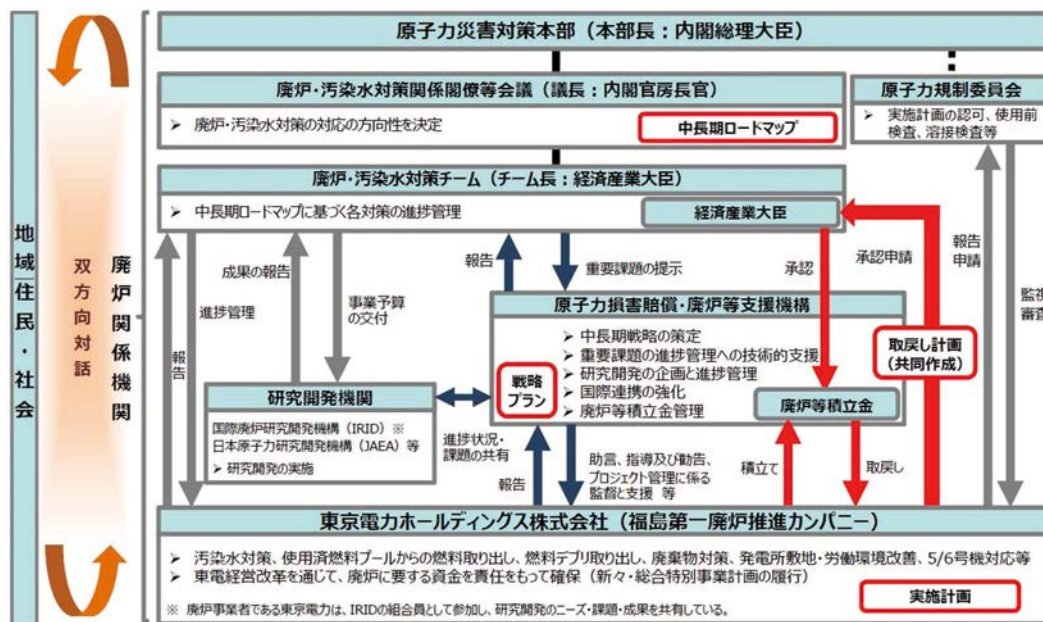 地域住民・社会
双方向対話
廃炉関係機関
原子力災害対策本部（本部長：内閣総理大臣）
廃炉・汚染水対策関係閣僚等会議（議長：内閣官房長官）
➢ 廃炉・汚染水対策の対応の方向性を決定
中長期ロードマップ
原子力規制委員会
➢ 実施計画の認可、使用前
検査、溶接検査等
廃炉・汚染水対策チーム（チーム長：経済産業大臣）
➢ 中長期ロードマップに基づく各対策の進捗管理
経済産業大臣
報告
進捗管理
成果の報告
事業予算
の交付
報告
重要課題の提示
承認
承認申請
報告
申請
監視
審査
原子力損害賠償・廃炉等支援機構
➢ 中長期戦略の策定
➢ 重要課題の進捗管理への技術的支援
➢ 研究開発の企画と進捗管理
➢ 国際連携の強化
➢ 廃炉等積立金管理
戦略
プラン
廃炉等積立金
取戻し計画
（共同作成）
研究開発機関
国際廃炉研究開発機構（IRID）※
日本原子力研究開発機構（JAEA）等
➢ 研究開発の実施
進捗状況・
課題の共有
報告
助言、指導及び勧告、
プロジェクト管理に係る
監督と支援 等
積立て
取戻し
東京電力ホールディングス株式会社（福島第一廃炉推進カンパニー）
➢ 汚染水対策、使用済燃料プールからの燃料取り出し、燃料デブリ取り出し、廃棄物対策、発電所敷地・労働環境改善、5/6号機対応等
➢ 東電経営改革を通じて、廃炉に要する資金を責任をもって確保（新々・総合特別事業計画の履行）
※ 廃炉事業者である東京電力は、IRIDの組合員として参加し、研究開発のニーズ・課題・成果を共有している。
実施計画